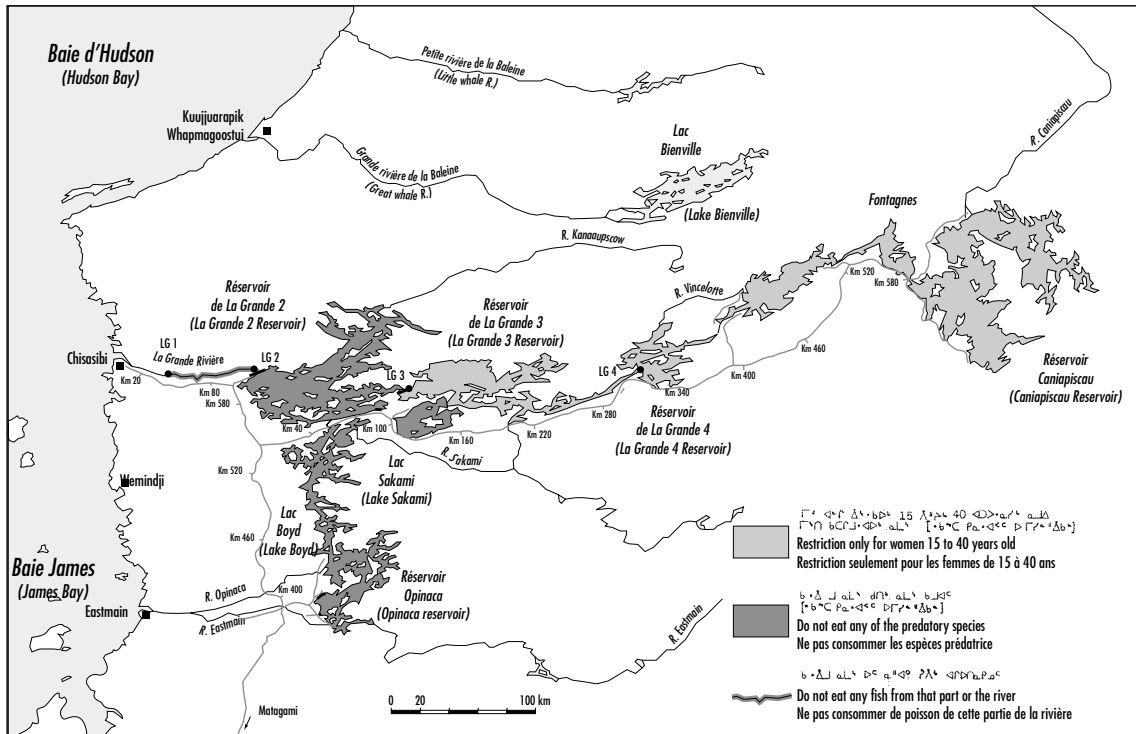 Baie d'Hudson
(Hudson Bay)
Petite rivière de la Baleine
(Little whale R.)
Kuujjuarapik
Whapmagoostui
Grande rivière de la Baleine
(Great whale R.)
Lac
Bienville
(Lake Bienville)
R. Caniapiscau
Fontagnes
R. Kanaaupscow
Km 520
Km 580
R. Vincelotte
Réservoir
de La Grande 2
(La Grande 2 Reservoir)
Réservoir
de La Grande 3
(La Grande 3 Reservoir)
LG 1
La Grande Rivière
LG 2
Chisasibi
Km 20
Km 80
Km 580
LG 3
LG 4
Km 460
Km 400
Km 340
Km 280
Km 220
Km 160
Km 100
Km 40
Réservoir
Caniapiscau
(Caniapiscau Reservoir)
Réservoir
de La Grande 4
(La Grande 4 Reservoir)
R. Sakami
Km 520
Lac
Sakami
(Lake Sakami)
Wemindji
Lac
Boyd
(Lake Boyd)
Km 460
Baie James
(James Bay)
Km 400
R. Opinaca
Réservoir
Opinaca
(Opinaca reservoir)
Eastmain
R. Eastmain
R. Eastmain
Matagami
0 20 100 km
15 40
Restriction only for women 15 to 40 years old
Restriction seulement pour les femmes de 15 à 40 ans
Do not eat any of the predatory species
Ne pas consommer les espèces prédatrice
Do not eat any fish from that part or the river
Ne pas consommer de poisson de cette partie de la rivière